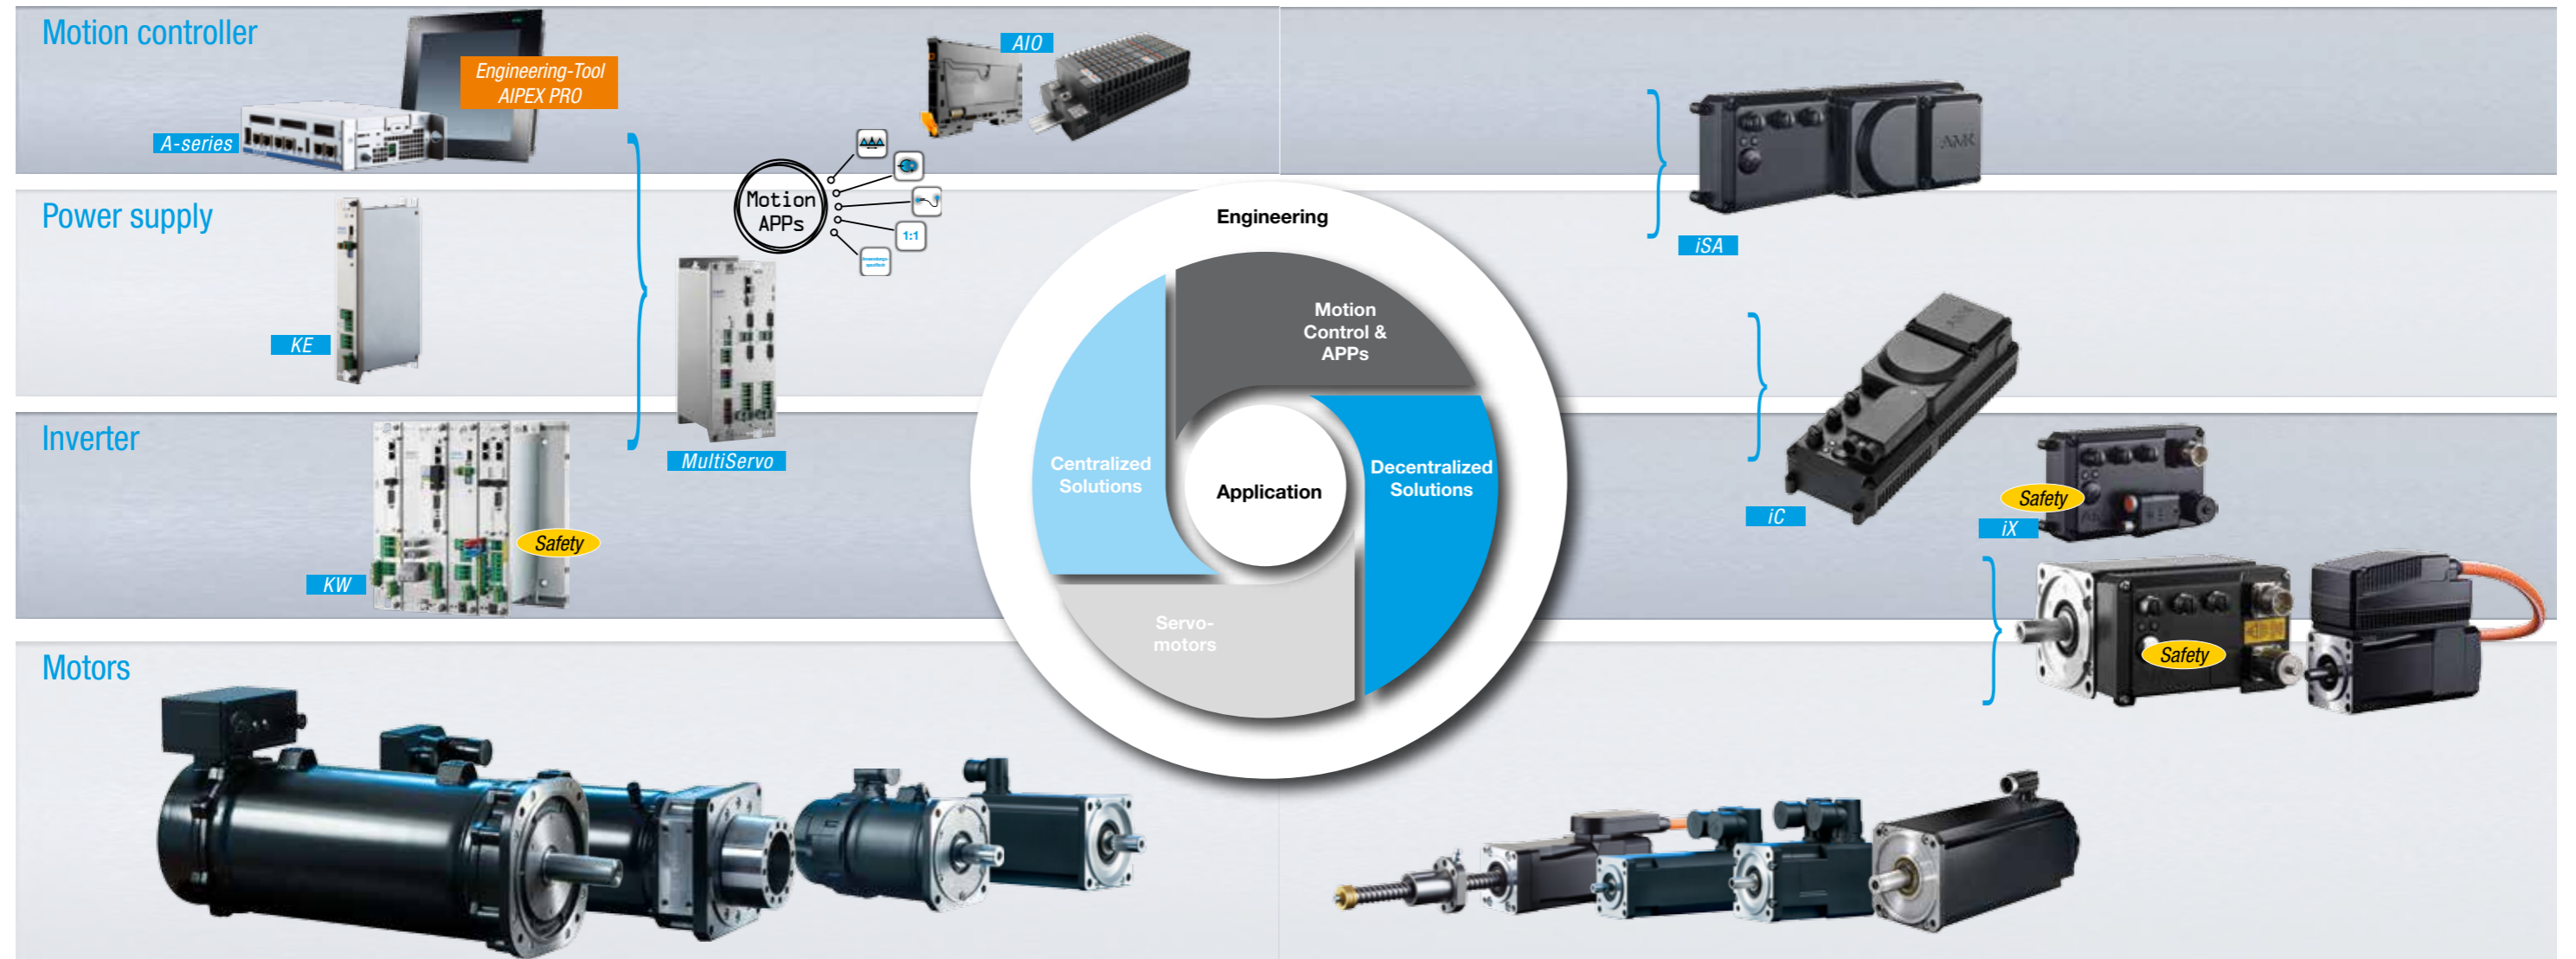 Motion controller
Engineering-Tool
AIPEX PRO
A-series
AIO
AMK
iSA
Power supply
Motion
APPs
1:1
KE
MultiServo
iC
Inverter
KW
Safety
Safety
iX
Safety
Motors
Engineering
Motion
Control &
APPs
Centralized
Solutions
Application
Decentralized
Solutions
Servo-
motors